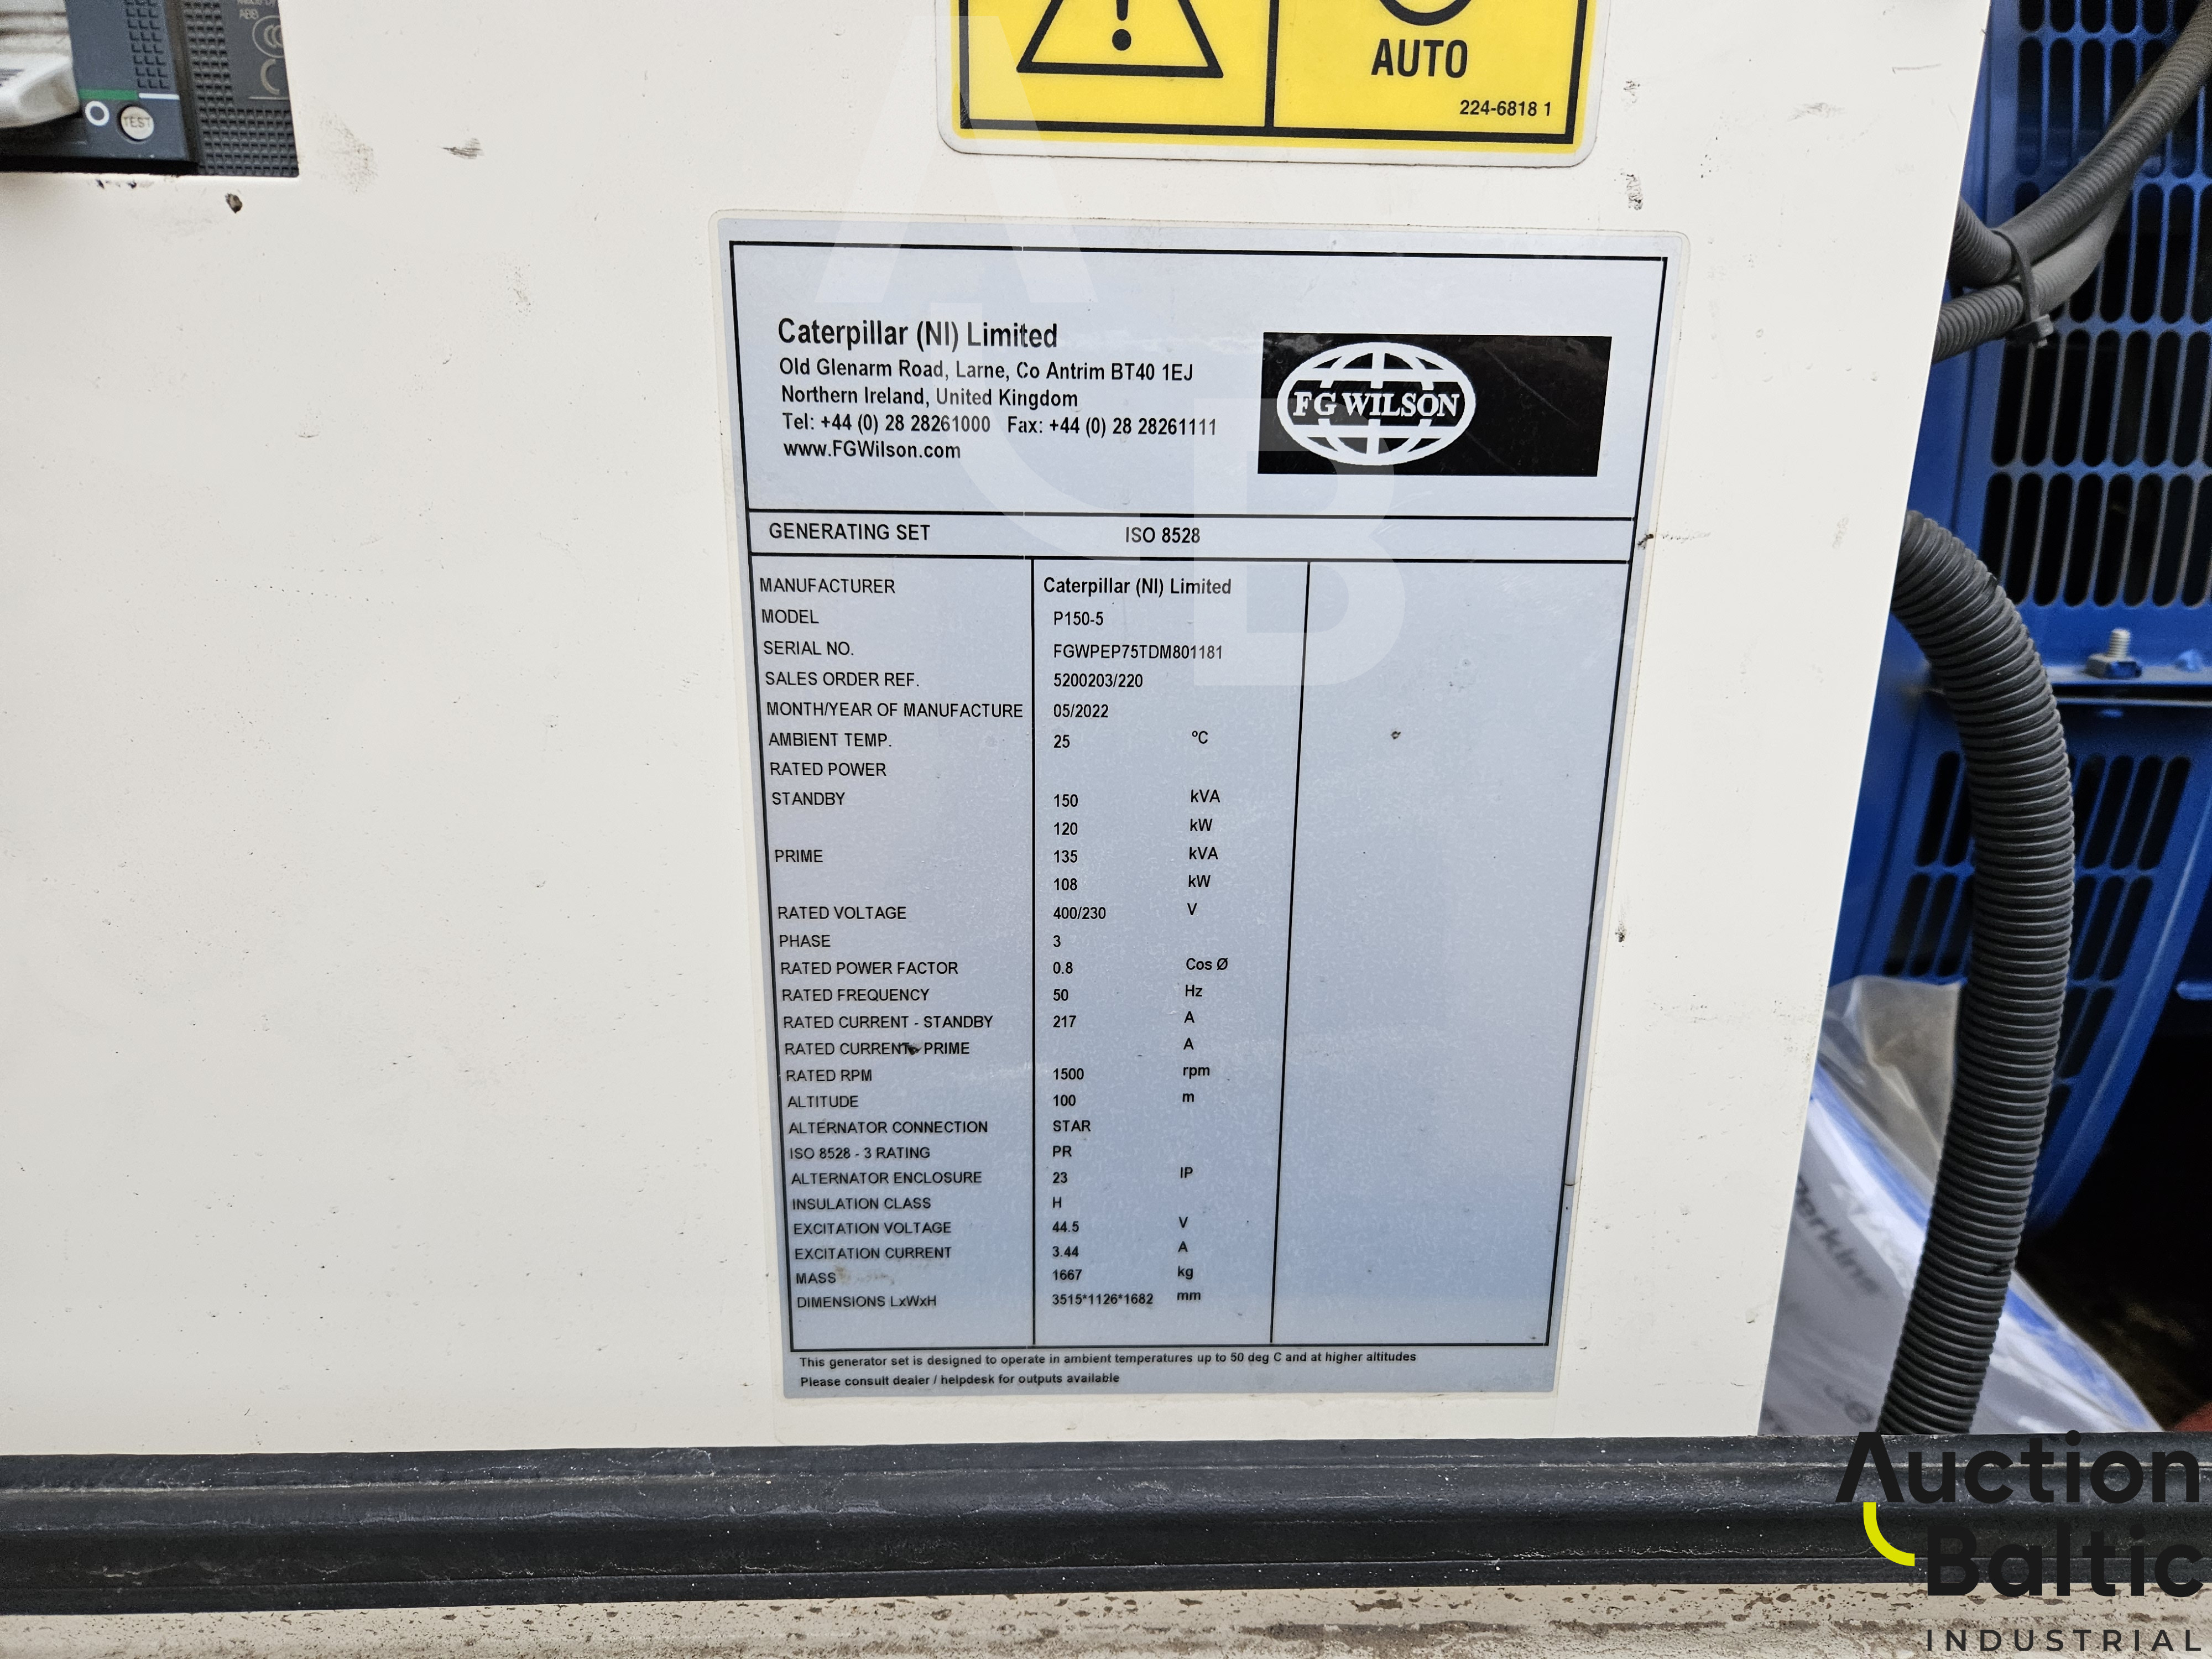 ABB
TEST
AUTO
224-6818 1
Caterpillar (NI) Limited
Old Glenarm Road, Larne, Co Antrim BT40 1EJ
Northern Ireland, United Kingdom
Tel: +44 (0) 28 28261000 Fax: +44 (0) 28 28261111
www.FGWilson.com
FG WILSON
GENERATING SET ISO 8528
MANUFACTURER Caterpillar (NI) Limited
MODEL P150-5
SERIAL NO. FGWPEP75TDM801181
SALES ORDER REF. 5200203/220
MONTH/YEAR OF MANUFACTURE 05/2022
AMBIENT TEMP. 25 ºC
RATED POWER
STANDBY 150 kVA
120 kW
PRIME 135 kVA
108 kW
RATED VOLTAGE 400/230 V
PHASE 3
RATED POWER FACTOR 0.8 Cos Ø
RATED FREQUENCY 50 Hz
RATED CURRENT - STANDBY 217 A
RATED CURRENT - PRIME A
RATED RPM 1500 rpm
ALTITUDE 100 m
ALTERNATOR CONNECTION STAR
ISO 8528 - 3 RATING PR
ALTERNATOR ENCLOSURE 23 IP
INSULATION CLASS H
EXCITATION VOLTAGE 44.5 V
EXCITATION CURRENT 3.44 A
MASS 1667 kg
DIMENSIONS LxWxH 3515*1126*1682 mm
This generator set is designed to operate in ambient temperatures up to 50 deg C and at higher altitudes
Please consult dealer / helpdesk for outputs available
Auction
Baltic
INDUSTRIAL